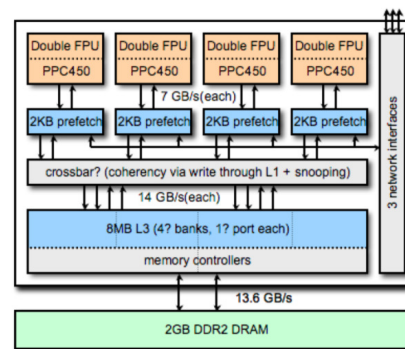 Double FPU Double FPU Double FPU Double FPU
PPC450 PPC450 PPC450 PPC450
7 GB/s(each)
2KB prefetch 2KB prefetch 2KB prefetch 2KB prefetch
3 network interfaces
crossbar? (coherency via write through L1 + snooping)
14 GB/s(each)
8MB L3 (4? banks, 1? port each)
memory controllers
13.6 GB/s
2GB DDR2 DRAM